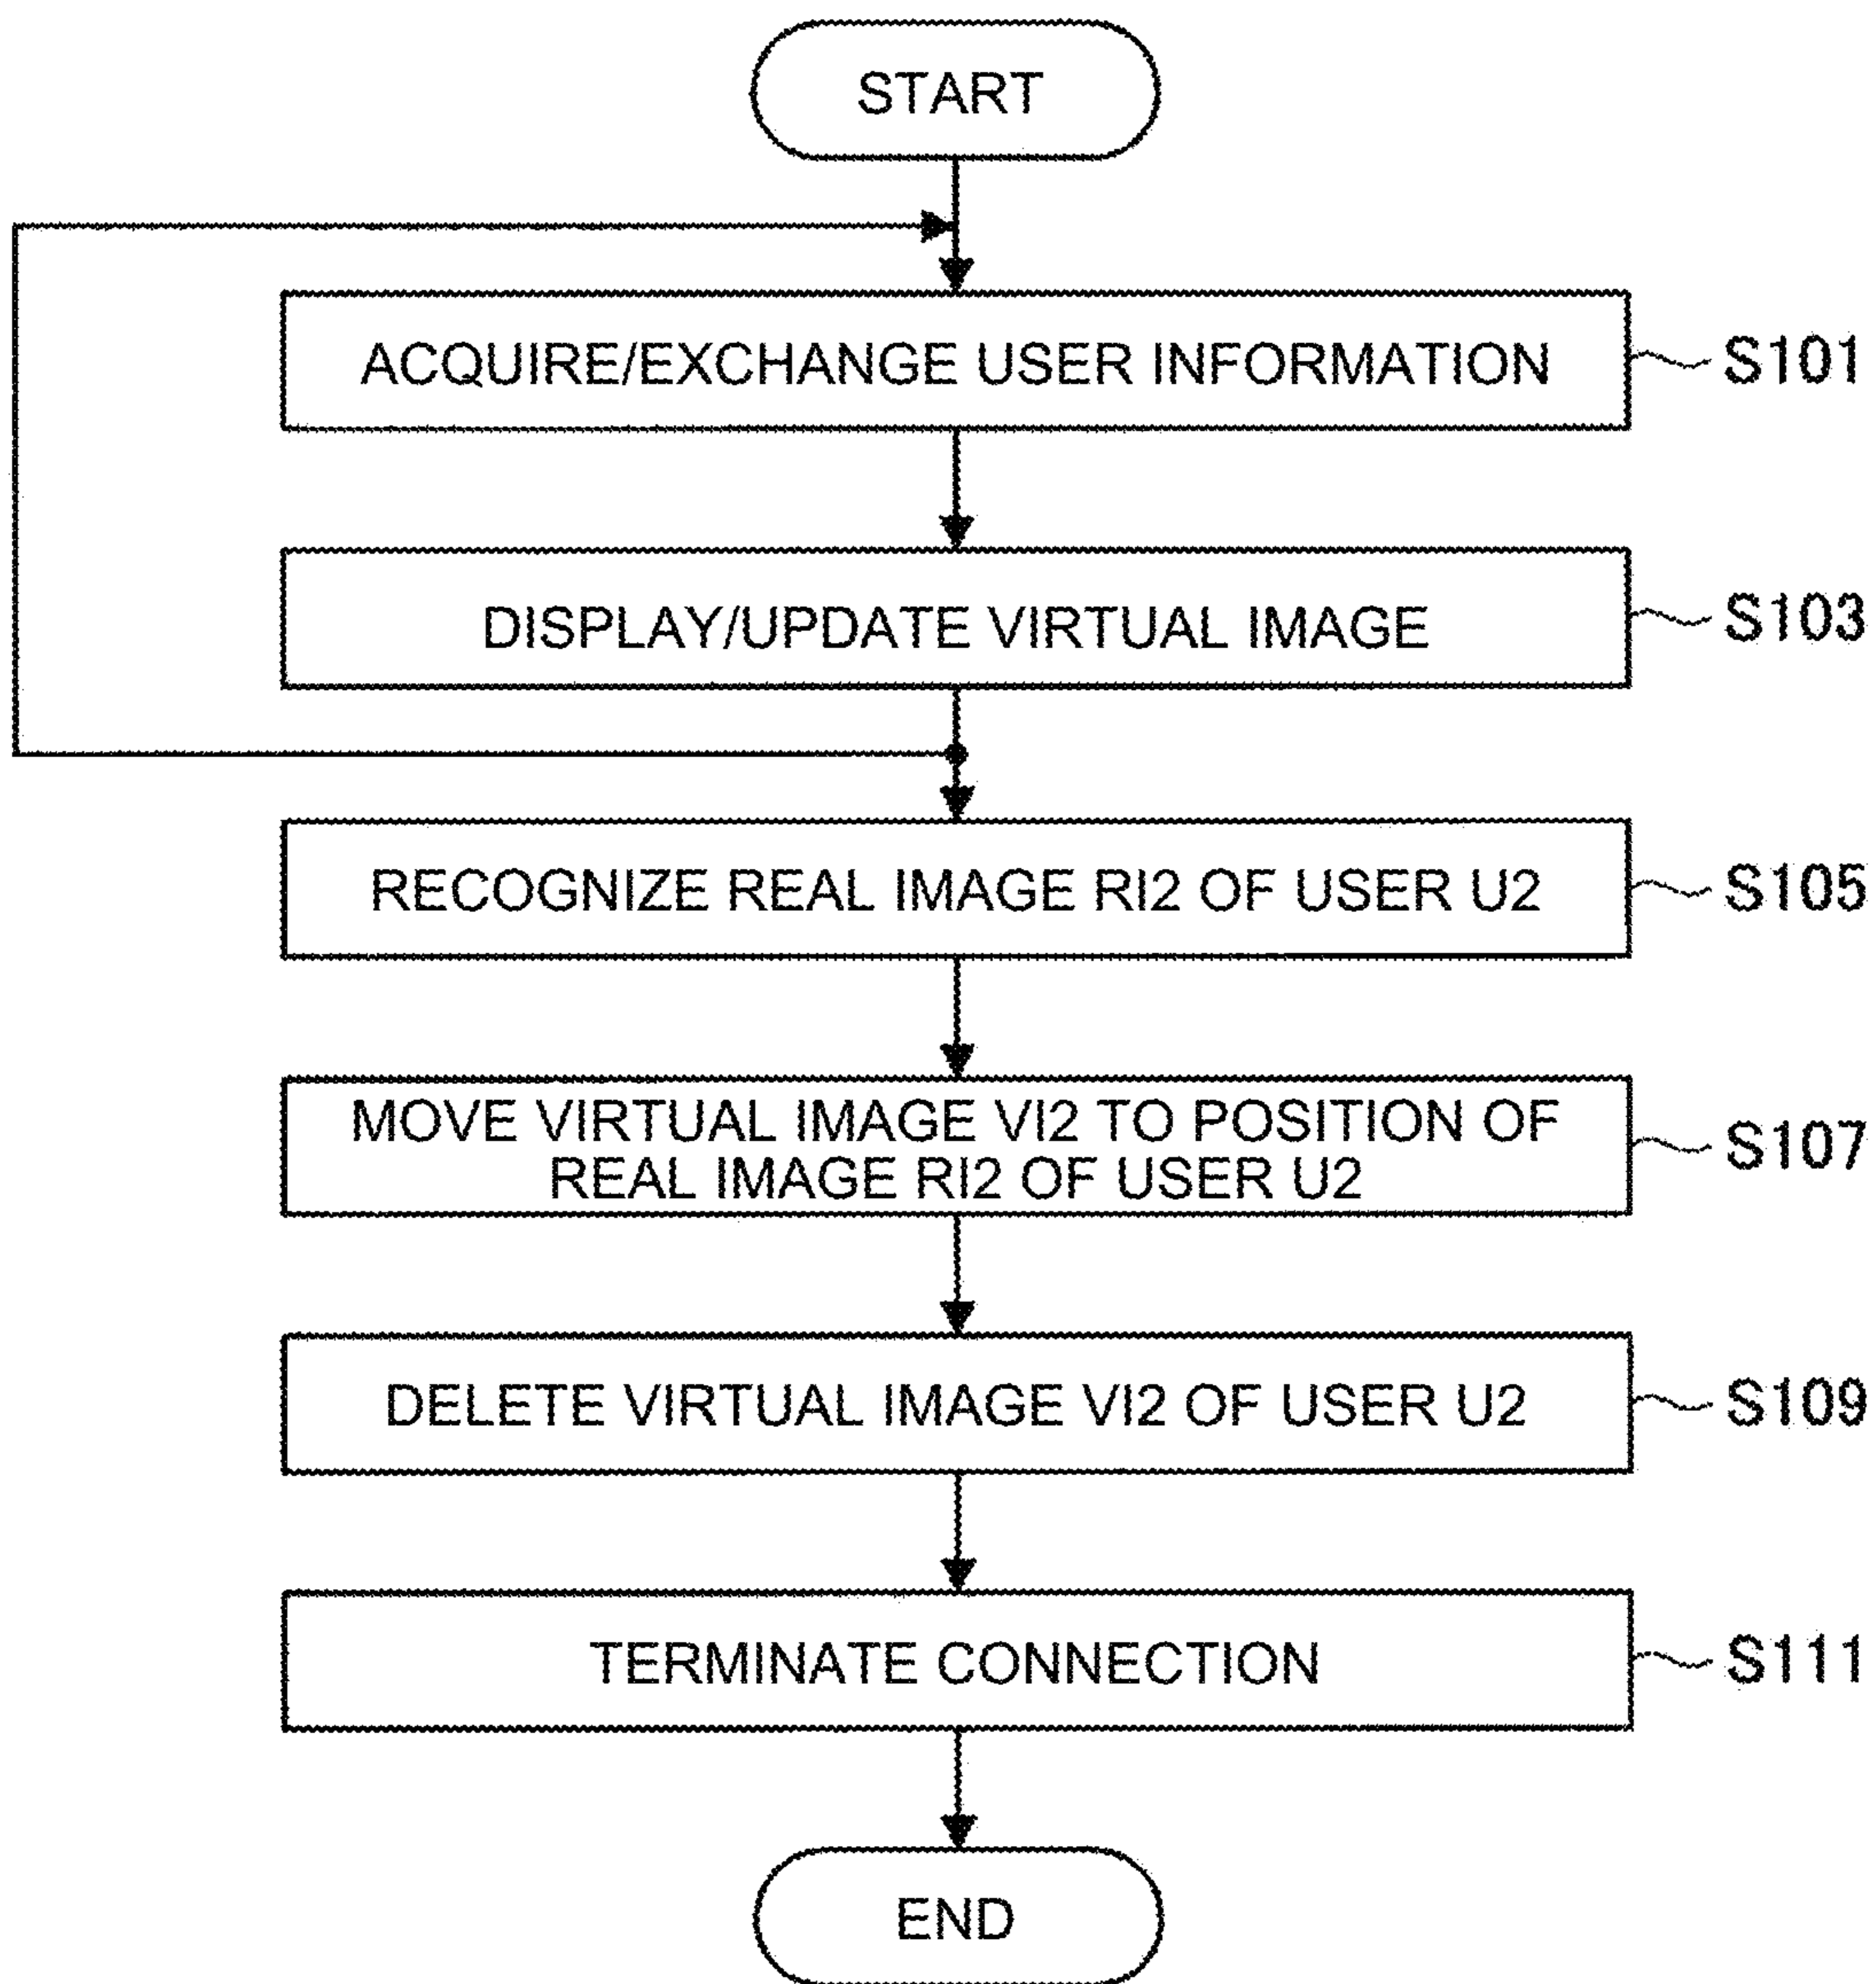 START
ACQUIRE/EXCHANGE USER INFORMATION
S101
DISPLAY/UPDATE VIRTUAL IMAGE
S103
RECOGNIZE REAL IMAGE RI2 OF USER U2
S105
MOVE VIRTUAL IMAGE VI2 TO POSITION OF
REAL IMAGE RI2 OF USER U2
S107
DELETE VIRTUAL IMAGE VI2 OF USER U2
S109
TERMINATE CONNECTION
S111
END